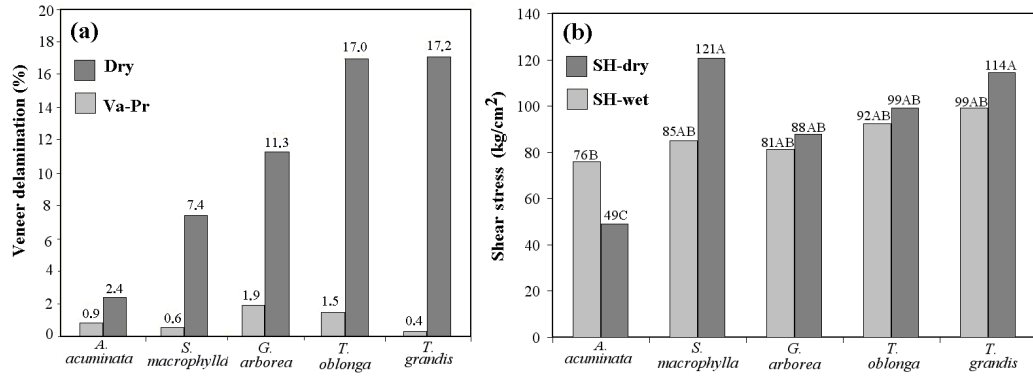 Veneer delamination (%)
20
18
16
14
12
10
8
6
4
2
0
(a)
Dry
Va-Pr
0.9
2.4
0.6
7.4
1.9
11.3
1.5
17.0
0.4
17.2
A.
acuminata
S.
macrophylla
G.
arborea
T.
oblonga
T.
grandis
Shear stress (kg/cm²)
140
120
100
80
60
40
20
0
(b)
SH-dry
SH-wet
76B
49C
85AB
121A
81AB
88AB
92AB
99AB
99AB
114A
A.
acuminata
S.
macrophylla
G.
arborea
T.
oblonga
T.
grandis